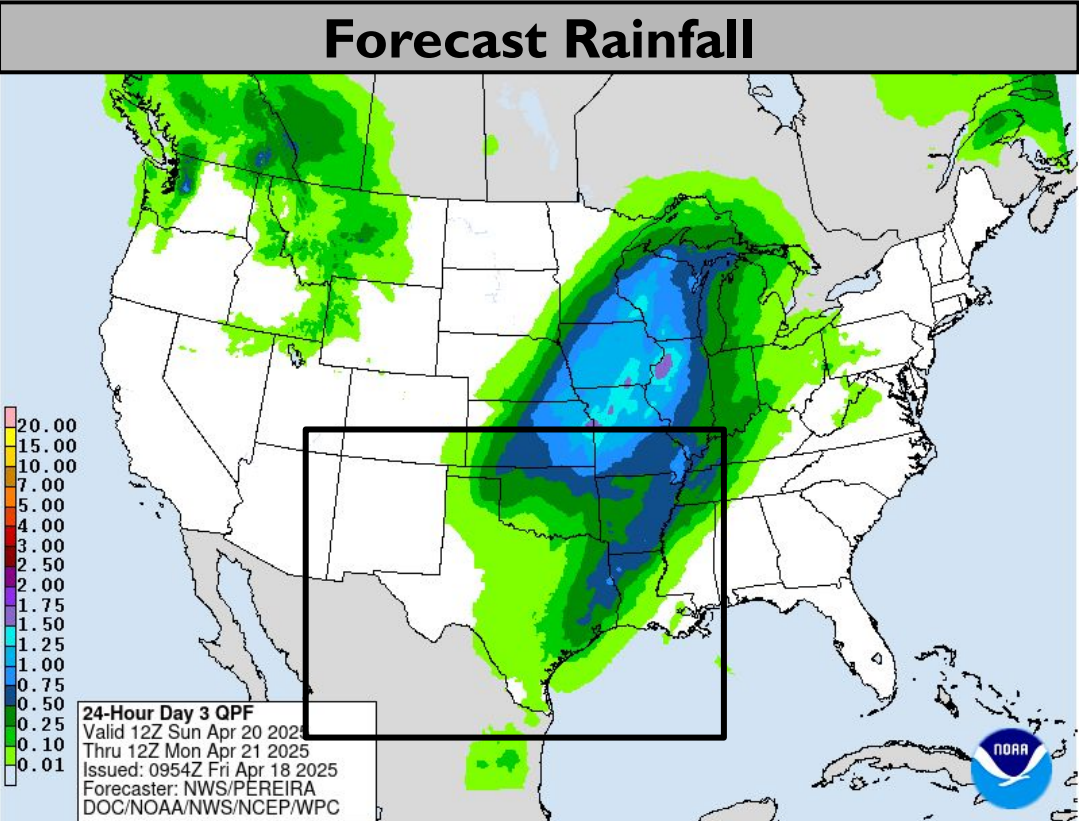 Forecast Rainfall
20.00
15.00
10.00
7.00
5.00
4.00
3.00
2.50
2.00
1.75
1.50
1.25
1.00
0.75
0.50
0.25
0.10
0.01
24-Hour Day 3 QPF
Valid 12Z Sun Apr 20 2025
Thru 12Z Mon Apr 21 2025
Issued: 0954Z Fri Apr 18 2025
Forecaster: NWS/PEREIRA
DOC/NOAA/NWS/NCEP/WPC
NOAA